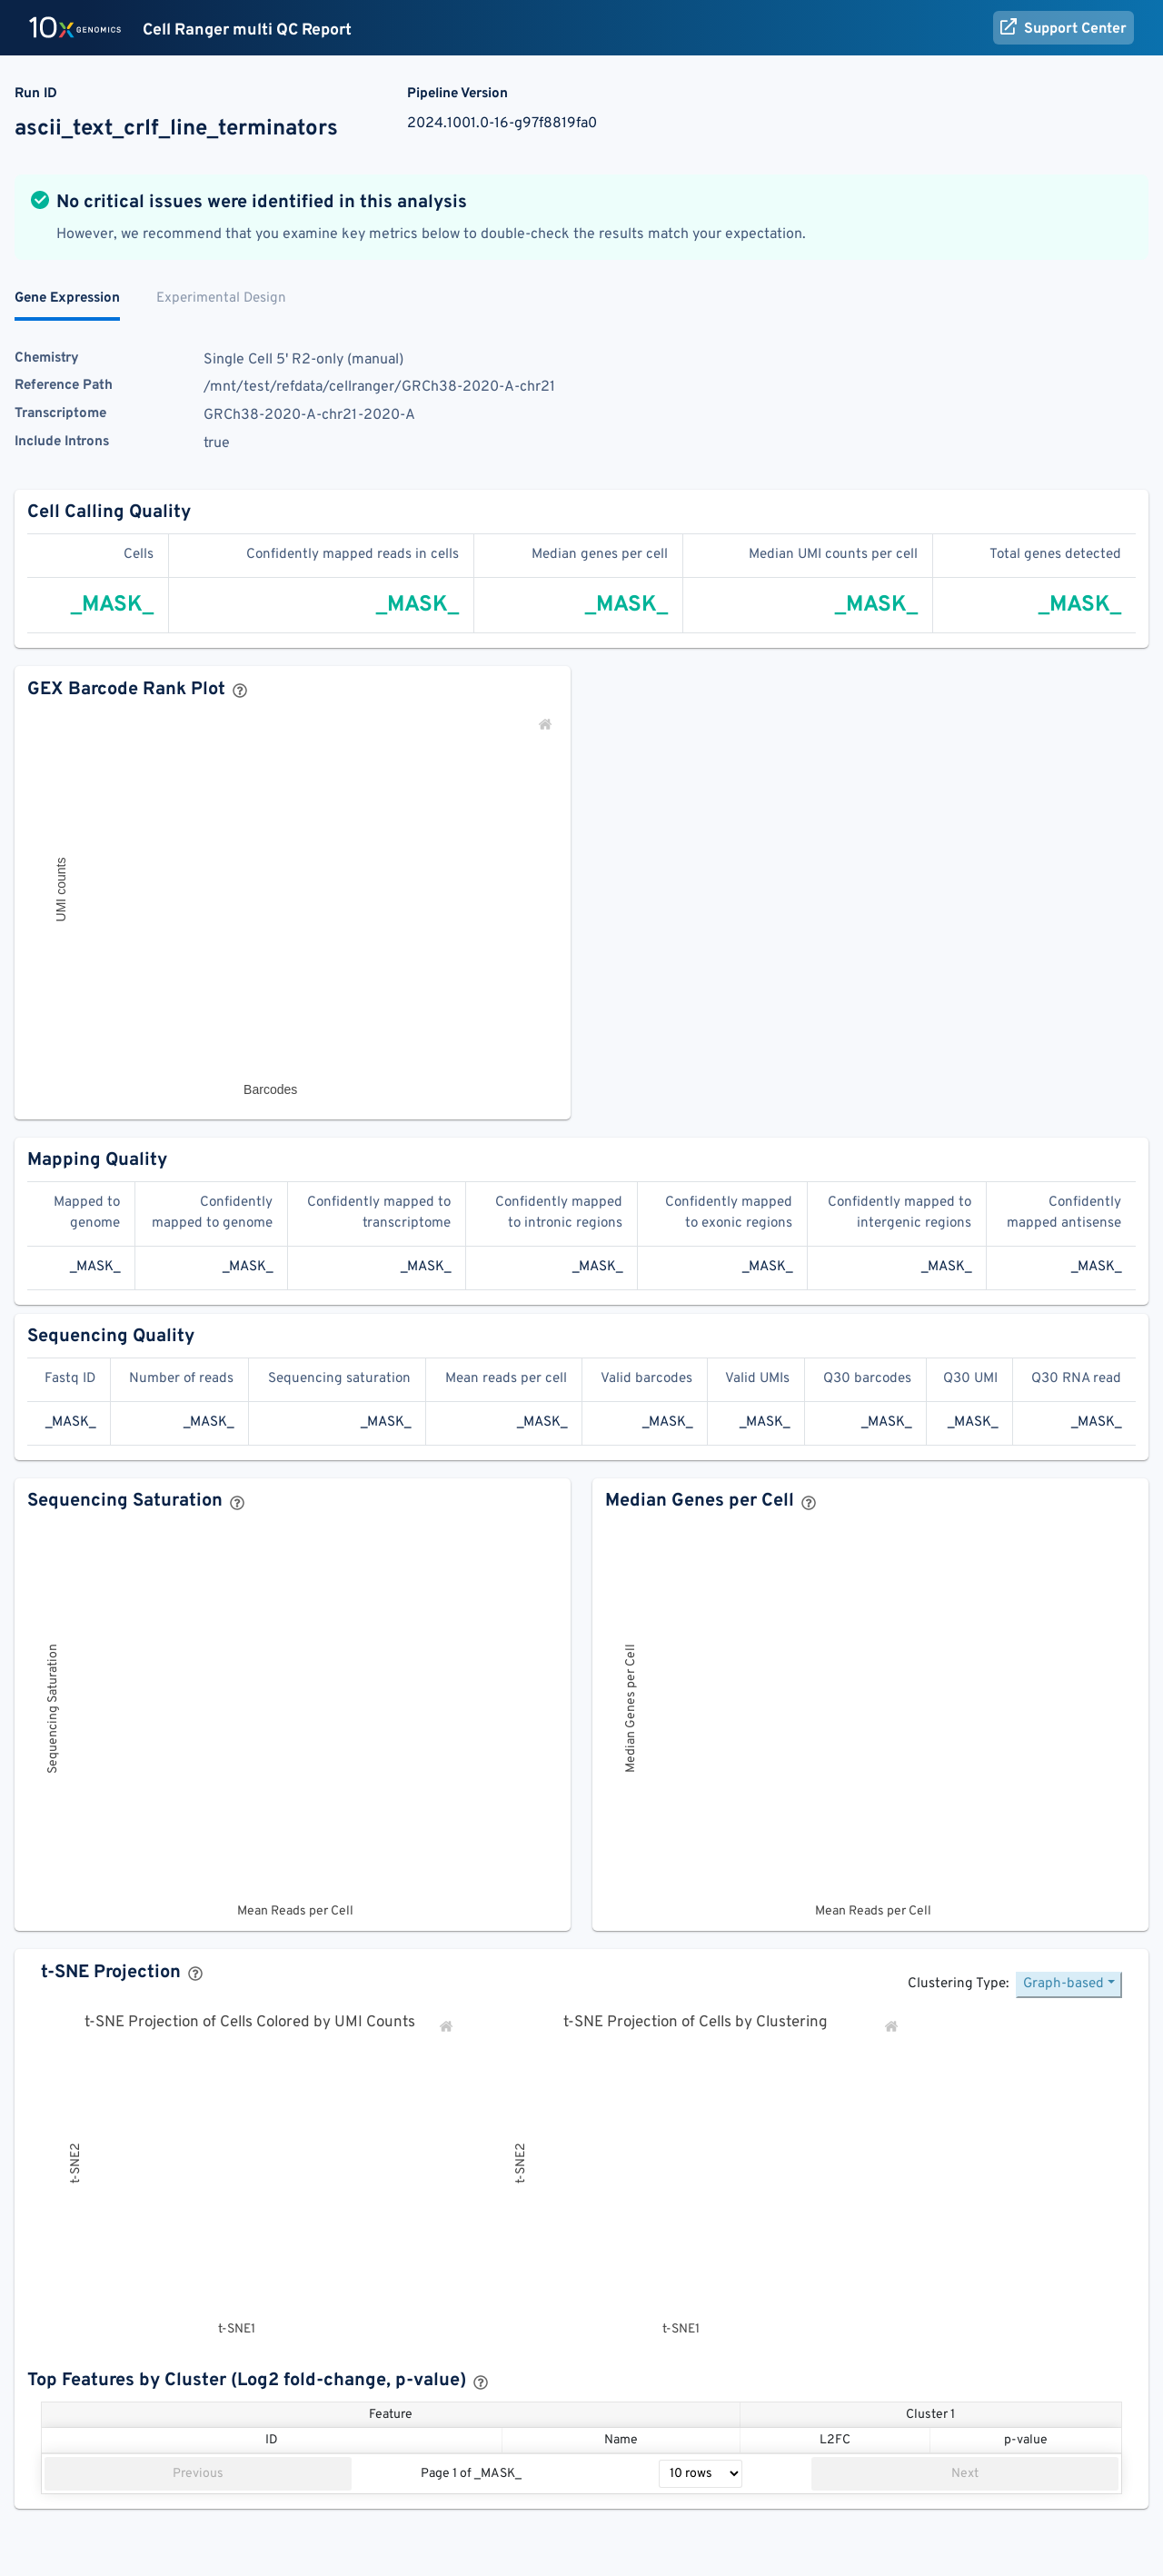 10x GENOMICS Cell Ranger multi QC Report Support Center
Run ID Pipeline Version
ascii_text_crlf_line_terminators 2024.1001.0-16-g97f8819fa0
No critical issues were identified in this analysis
However, we recommend that you examine key metrics below to double-check the results match your expectation.
Gene Expression Experimental Design
Chemistry Single Cell 5' R2-only (manual)
Reference Path /mnt/test/refdata/cellranger/GRCh38-2020-A-chr21
Transcriptome GRCh38-2020-A-chr21-2020-A
Include Introns true
Cell Calling Quality
Cells Confidently mapped reads in cells Median genes per cell Median UMI counts per cell Total genes detected
_MASK_ _MASK_ _MASK_ _MASK_ _MASK_
GEX Barcode Rank Plot ?
UMI counts
Barcodes
Mapping Quality
Mapped to genome Confidently mapped to genome Confidently mapped to transcriptome Confidently mapped to intronic regions Confidently mapped to exonic regions Confidently mapped to intergenic regions Confidently mapped antisense
_MASK_ _MASK_ _MASK_ _MASK_ _MASK_ _MASK_ _MASK_
Sequencing Quality
Fastq ID Number of reads Sequencing saturation Mean reads per cell Valid barcodes Valid UMIs Q30 barcodes Q30 UMI Q30 RNA read
_MASK_ _MASK_ _MASK_ _MASK_ _MASK_ _MASK_ _MASK_ _MASK_ _MASK_
Sequencing Saturation ?
Sequencing Saturation
Mean Reads per Cell
Median Genes per Cell ?
Median Genes per Cell
Mean Reads per Cell
t-SNE Projection ?
Clustering Type: Graph-based
t-SNE Projection of Cells Colored by UMI Counts
t-SNE2
t-SNE1
t-SNE Projection of Cells by Clustering
t-SNE2
t-SNE1
Top Features by Cluster (Log2 fold-change, p-value) ?
Feature Cluster 1
ID Name L2FC p-value
Previous Page 1 of _MASK_ 10 rows Next